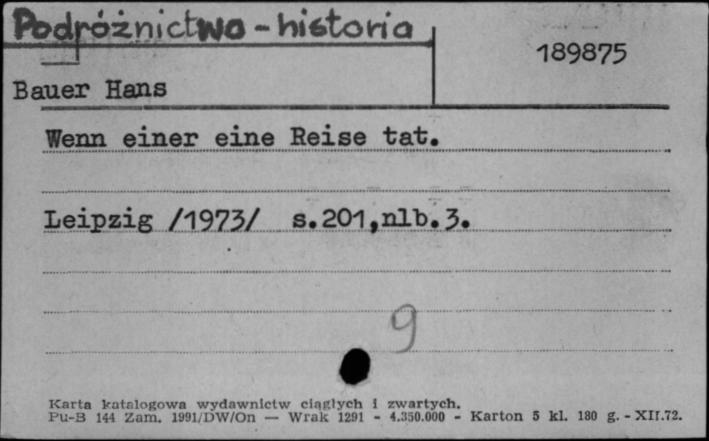 Podróżnictwo - historia
189875
Bauer Hans
Wenn einer eine Reise tat.
Leipzig /1973/ s.201,nlb.3.
9
Karta katalogowa wydawnictw ciągłych i zwartych.
Pu-B 144 Zam. 1991/DW/On — Wrak 1291 - 4.350.000 - Karton 5 kl. 180 g. - XII.72.